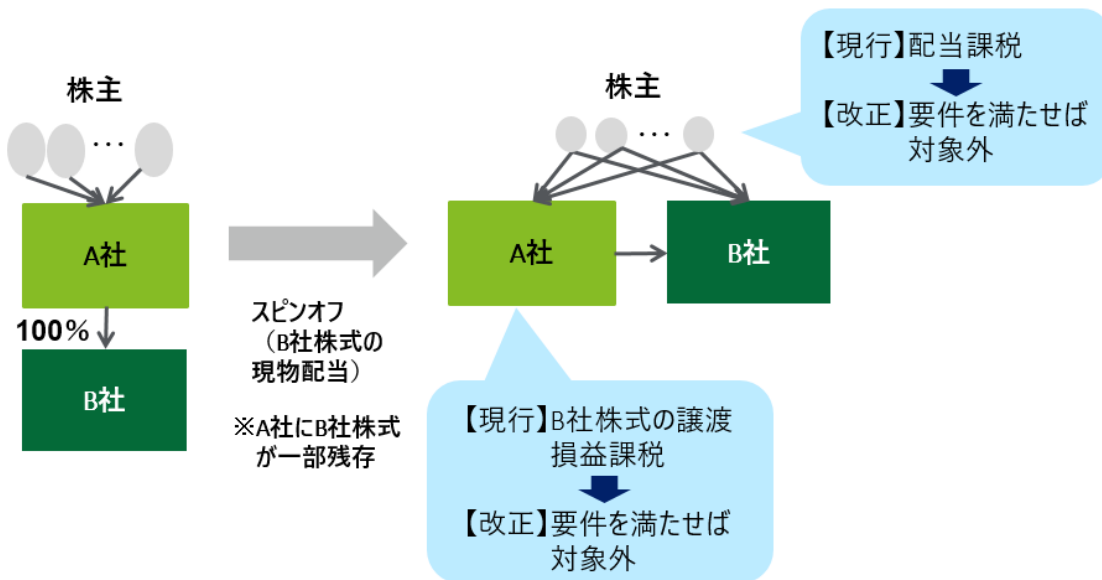 株主
・・・
A社
100%
B社
スピンオフ
（B社株式の
現物配当）
※A社にB社株式
が一部残存
株主
・・・
A社
B社
【現行】配当課税
【改正】要件を満たせば
対象外
【現行】B社株式の譲渡
損益課税
【改正】要件を満たせば
対象外